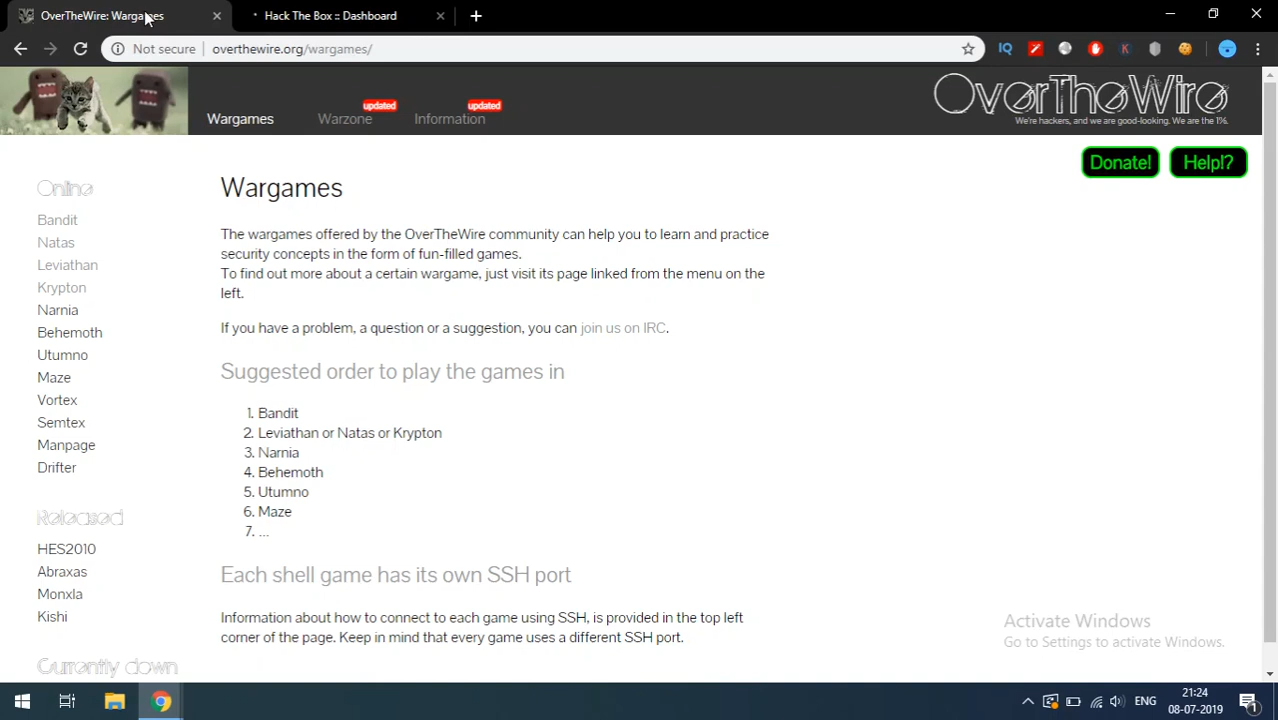 OverTheWire: Wargames
Hack The Box :: Dashboard
Not secure
overthewire.org/wargames/
IQ
K
Wargames
Warzone
updated
Information
updated
OverTheWire
We're hackers, and we are good-looking. We are the 1%.
Donate!
Help!?
Online
Bandit
Natas
Leviathan
Krypton
Narnia
Behemoth
Utumno
Maze
Vortex
Semtex
Manpage
Drifter
Released
HES2010
Abraxas
Monxla
Kishi
Currently down
Wargames
The wargames offered by the OverTheWire community can help you to learn and practice
security concepts in the form of fun-filled games.
To find out more about a certain wargame, just visit its page linked from the menu on the
left.
If you have a problem, a question or a suggestion, you can join us on IRC.
Suggested order to play the games in
1. Bandit
2. Leviathan or Natas or Krypton
3. Narnia
4. Behemoth
5. Utumno
6. Maze
7. ...
Each shell game has its own SSH port
Information about how to connect to each game using SSH, is provided in the top left
corner of the page. Keep in mind that every game uses a different SSH port.
Activate Windows
Go to Settings to activate Windows.
ENG
21:24
08-07-2019
1